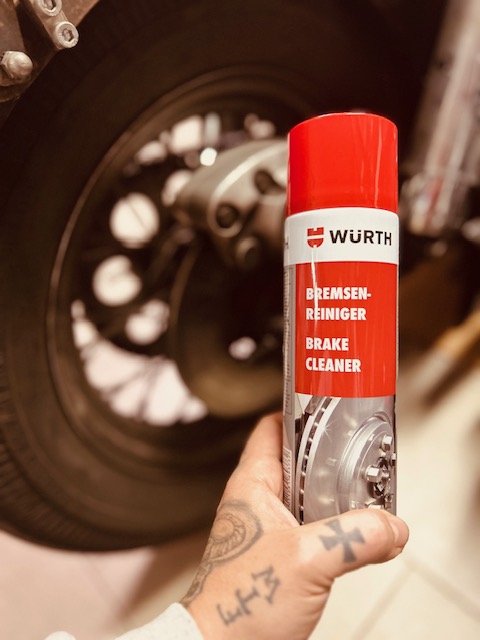 WÜRTH
BREMSEN-
REINIGER
BRAKE
CLEANER